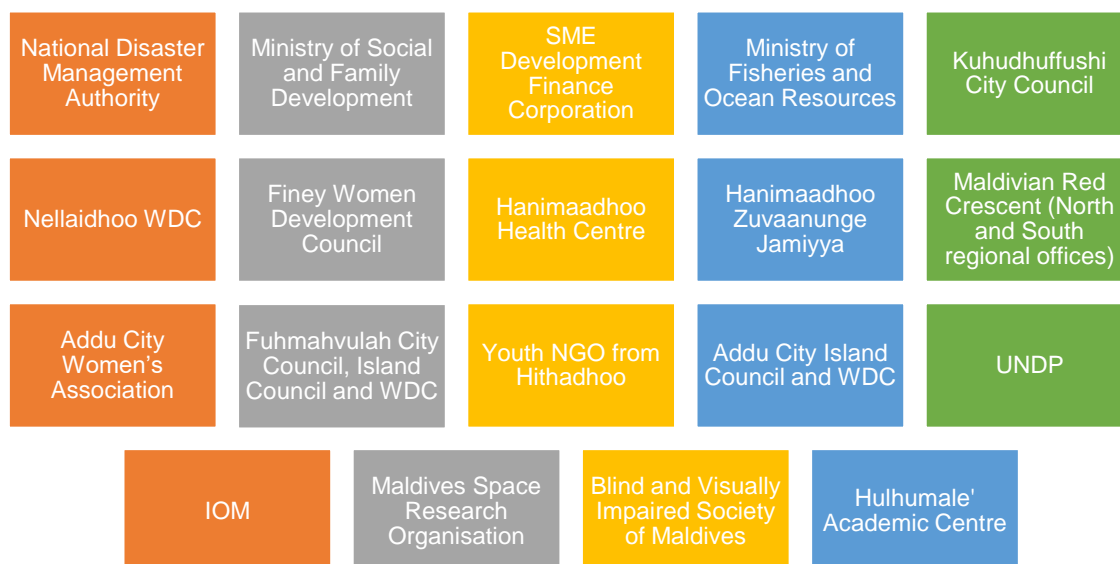 National Disaster
Management
Authority
Ministry of Social
and Family
Development
SME
Development
Finance
Corporation
Ministry of
Fisheries and
Ocean Resources
Kuhudhuffushi
City Council
Nellaidhoo WDC
Finey Women
Development
Council
Hanimaadhoo
Health Centre
Hanimaadhoo
Zuvaanunge
Jamiyya
Maldivian Red
Crescent (North
and South
regional offices)
Addu City
Women's
Association
Fuhmahvulah City
Council, Island
Council and WDC
Youth NGO from
Hithadhoo
Addu City Island
Council and WDC
UNDP
IOM
Maldives Space
Research
Organisation
Blind and Visually
Impaired Society
of Maldives
Hulhumale'
Academic Centre